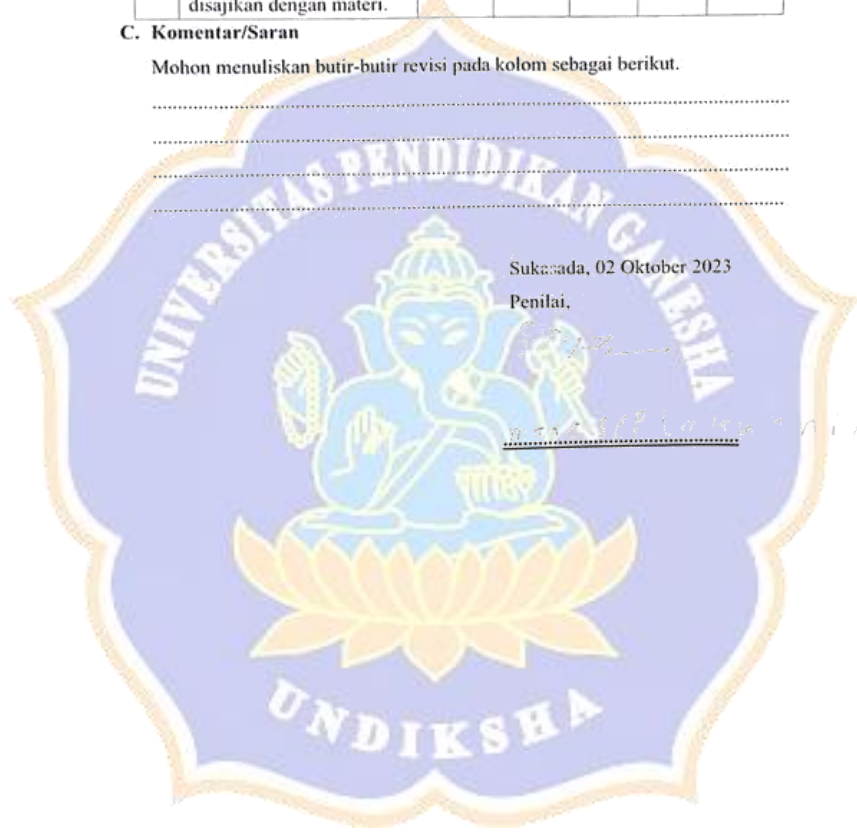 disajikan dengan materi.
C. Komentar/Saran
Mohon menuliskan butir-butir revisi pada kolom sebagai berikut.
UNIVERSITAS PENDIDIKAN GANESHA
Sukasada, 02 Oktober 2023
Penilai,
UNDIKSHA